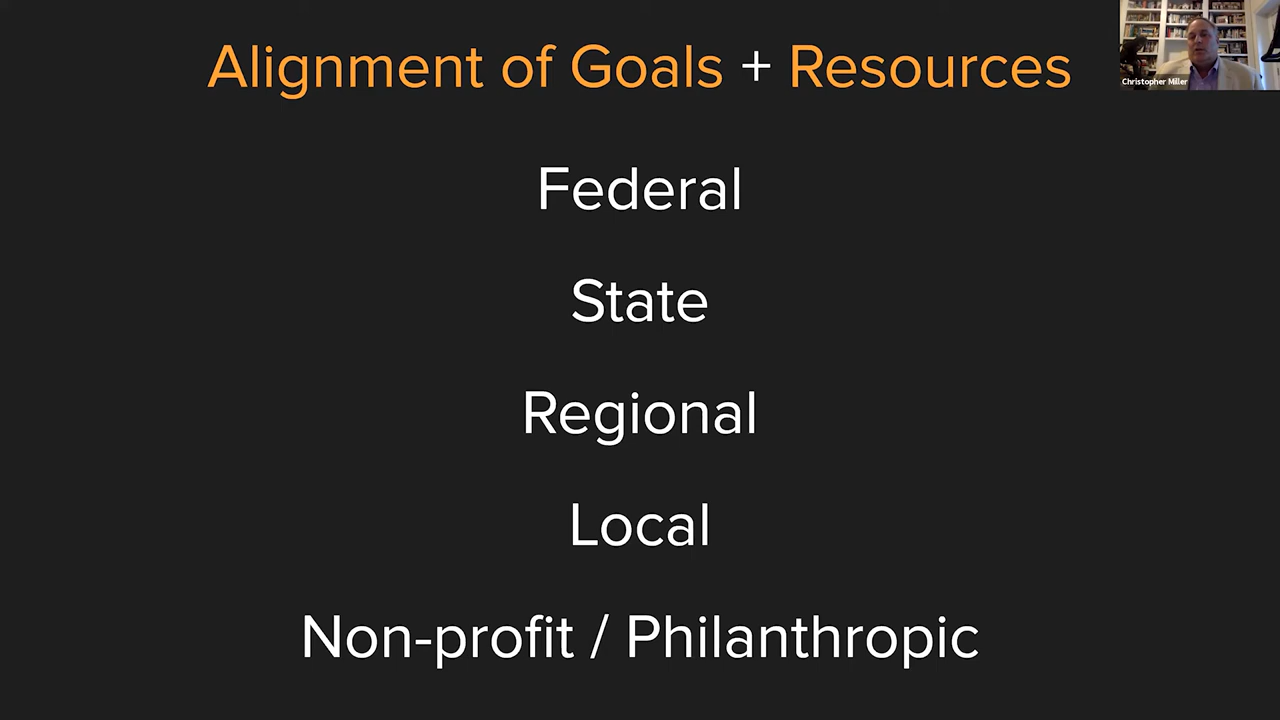 Alignment of Goals + Resources
Christopher Miller
Federal
State
Regional
Local
Non-profit / Philanthropic